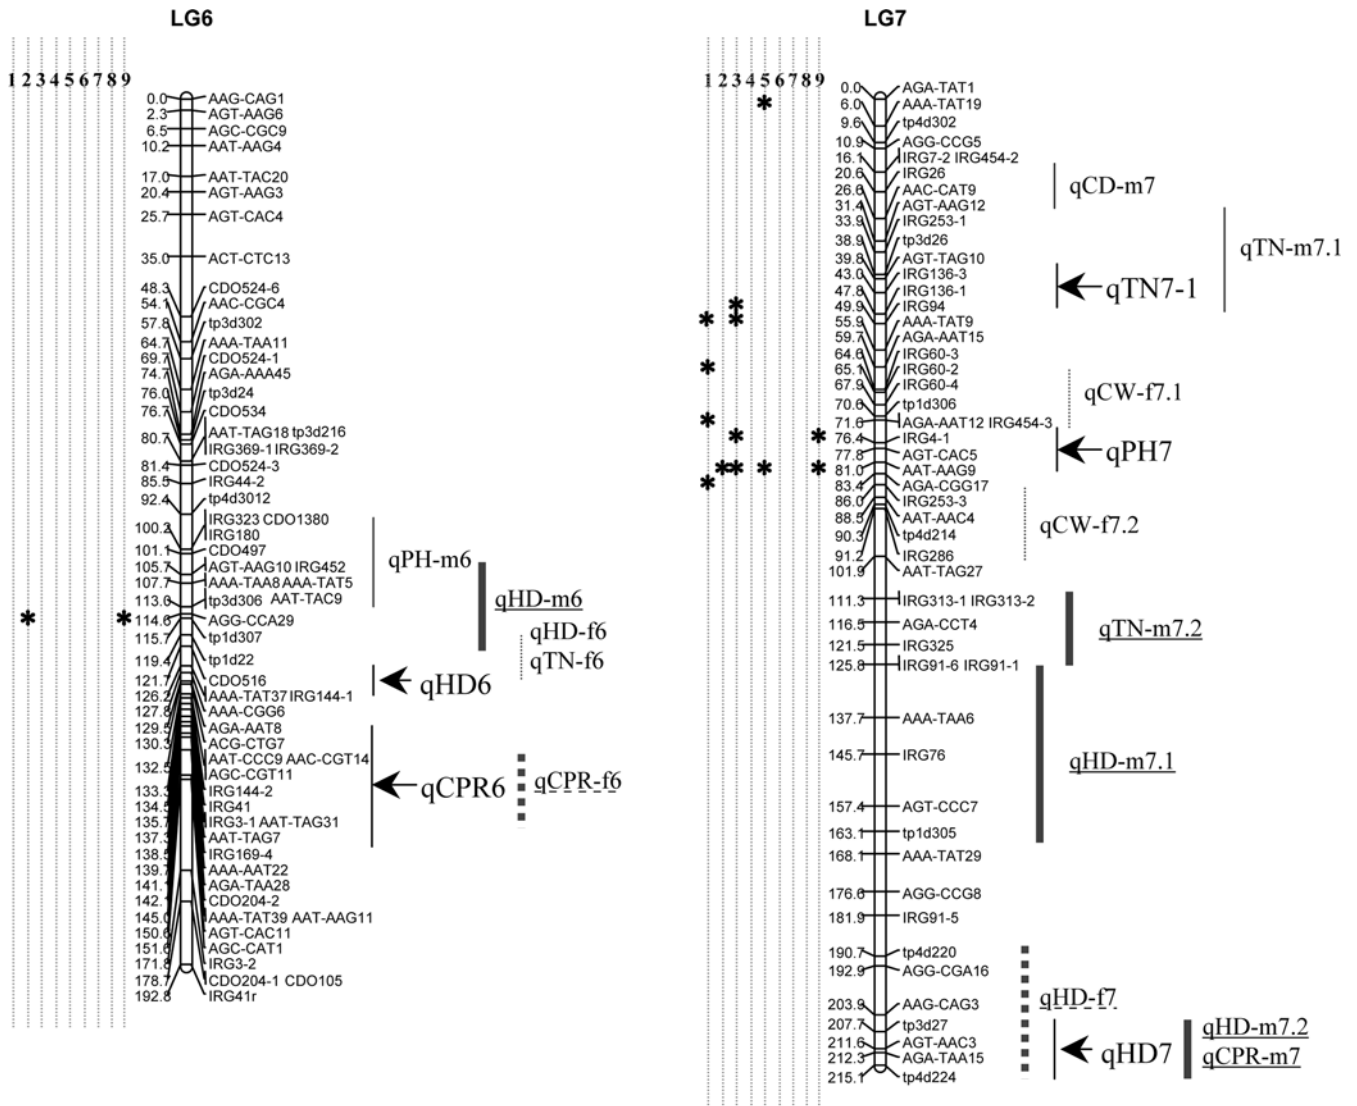 LG6
1 2 3 4 5 6 7 8 9
0.0 AAG-CAG1
2.3 AGT-AAG6
6.5 AGC-CGC9
10.2 AAT-AAG4
17.0 AAT-TAC20
20.4 AGT-AAG3
25.7 AGT-CAC4
35.0 ACT-CTC13
48.3 CDO524-6
54.1 AAC-CGC4
57.8 tp3d302
64.7 AAA-TAA11
69.7 CDO524-1
74.7 AGA-AAA45
76.0 tp3d24
76.7 CDO534
80.7 AAT-TAG18 tp3d216
IRG369-1 IRG369-2
81.4 CDO524-3
85.5 IRG44-2
92.4 tp4d3012
100.2 IRG323 CDO1380
IRG180
101.1 CDO497
105.7 AGT-AAG10 IRG452
107.7 AAA-TAA8 AAA-TAT5
113.0 tp3d306 AAT-TAC9
* * 114.6 AGG-CCA29
115.7 tp1d307
119.4 tp1d22
121.7 CDO516
126.2 AAA-TAT37 IRG144-1
127.8 AAA-CGG6
129.5 AGA-AAT8
130.3 ACG-CTG7
132.5 AAT-CCC9 AAC-CGT14
AGC-CGT11
133.3 IRG144-2
134.5 IRG41
135.7 IRG3-1 AAT-TAG31
137.3 AAT-TAG7
138.5 IRG169-4
139.7 AAA-AAT22
141.1 AGA-TAA28
142.1 CDO204-2
145.0 AAA-TAT39 AAT-AAG11
150.6 AGT-CAC11
151.6 AGC-CAT1
171.8 IRG3-2
178.7 CDO204-1 CDO105
192.8 IRG41r
qPH-m6
qHD-m6
qHD-f6
qTN-f6
qHD6
qCPR6
qCPR-f6
LG7
1 2 3 4 5 6 7 8 9
0.0 AGA-TAT1
* 6.0 AAA-TAT19
9.6 tp4d302
10.9 AGG-CCG5
16.1 IRG7-2 IRG454-2
20.6 IRG26
26.6 AAC-CAT9
31.4 AGT-AAG12
33.9 IRG253-1
38.9 tp3d26
39.8 AGT-TAG10
43.0 IRG136-3
47.8 IRG136-1
* 49.9 IRG94
* * 55.9 AAA-TAT9
59.7 AGA-AAT15
64.6 IRG60-3
* 65.1 IRG60-2
67.9 IRG60-4
70.6 tp1d306
* 71.6 AGA-AAT12 IRG454-3
* * 76.4 IRG4-1
77.8 AGT-CAC5
* * * * 81.0 AAT-AAG9
* 83.4 AGA-CGG17
86.0 IRG253-3
88.5 AAT-AAC4
90.3 tp4d214
91.2 IRG286
101.9 AAT-TAG27
111.3 IRG313-1 IRG313-2
116.5 AGA-CCT4
121.5 IRG325
125.8 IRG91-6 IRG91-1
137.7 AAA-TAA6
145.7 IRG76
157.4 AGT-CCC7
163.1 tp1d305
168.1 AAA-TAT29
176.6 AGG-CCG8
181.9 IRG91-5
190.7 tp4d220
192.9 AGG-CGA16
203.9 AAG-CAG3
207.7 tp3d27
211.6 AGT-AAC3
212.3 AGA-TAA15
215.1 tp4d224
qCD-m7
qTN-m7.1
qTN7-1
qCW-f7.1
qPH7
qCW-f7.2
qTN-m7.2
qHD-m7.1
qHD-f7
qHD7
qHD-m7.2
qCPR-m7